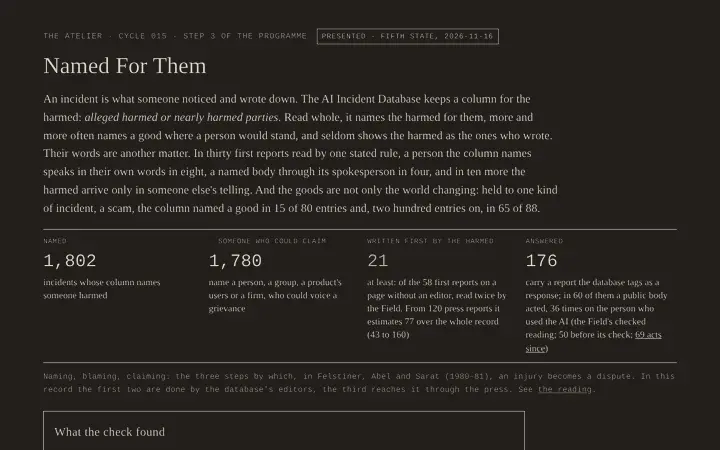 THE ATELIER · CYCLE 015 · STEP 3 OF THE PROGRAMME
PRESENTED · FIFTH STATE, 2026-11-16
Named For Them
An incident is what someone noticed and wrote down. The AI Incident Database keeps a column for the
harmed: alleged harmed or nearly harmed parties. Read whole, it names the harmed for them, more and
more often names a good where a person would stand, and seldom shows the harmed as the ones who wrote.
Their words are another matter. In thirty first reports read by one stated rule, a person the column names
speaks in their own words in eight, a named body through its spokesperson in four, and in ten more the
harmed arrive only in someone else's telling. And the goods are not only the world changing: held to one kind
of incident, a scam, the column named a good in 15 of 80 entries and, two hundred entries on, in 65 of 88.
NAMED
1,802
incidents whose column names
someone harmed
SOMEONE WHO COULD CLAIM
1,780
name a person, a group, a product's
users or a firm, who could voice a
grievance
WRITTEN FIRST BY THE HARMED
21
at least: of the 58 first reports on a
page without an editor, read twice by
the Field. From 120 press reports it
estimates 77 over the whole record
(43 to 160)
ANSWERED
176
carry a report the database tags as a
response; in 60 of them a public body
acted, 36 times on the person who
used the AI (the Field's checked
reading; 50 before its check; 69 acts
since)
Naming, blaming, claiming: the three steps by which, in Felstiner, Abel and Sarat (1980-81), an injury becomes a dispute. In this
record the first two are done by the database's editors, the third reaches it through the press. See the reading.
What the check found